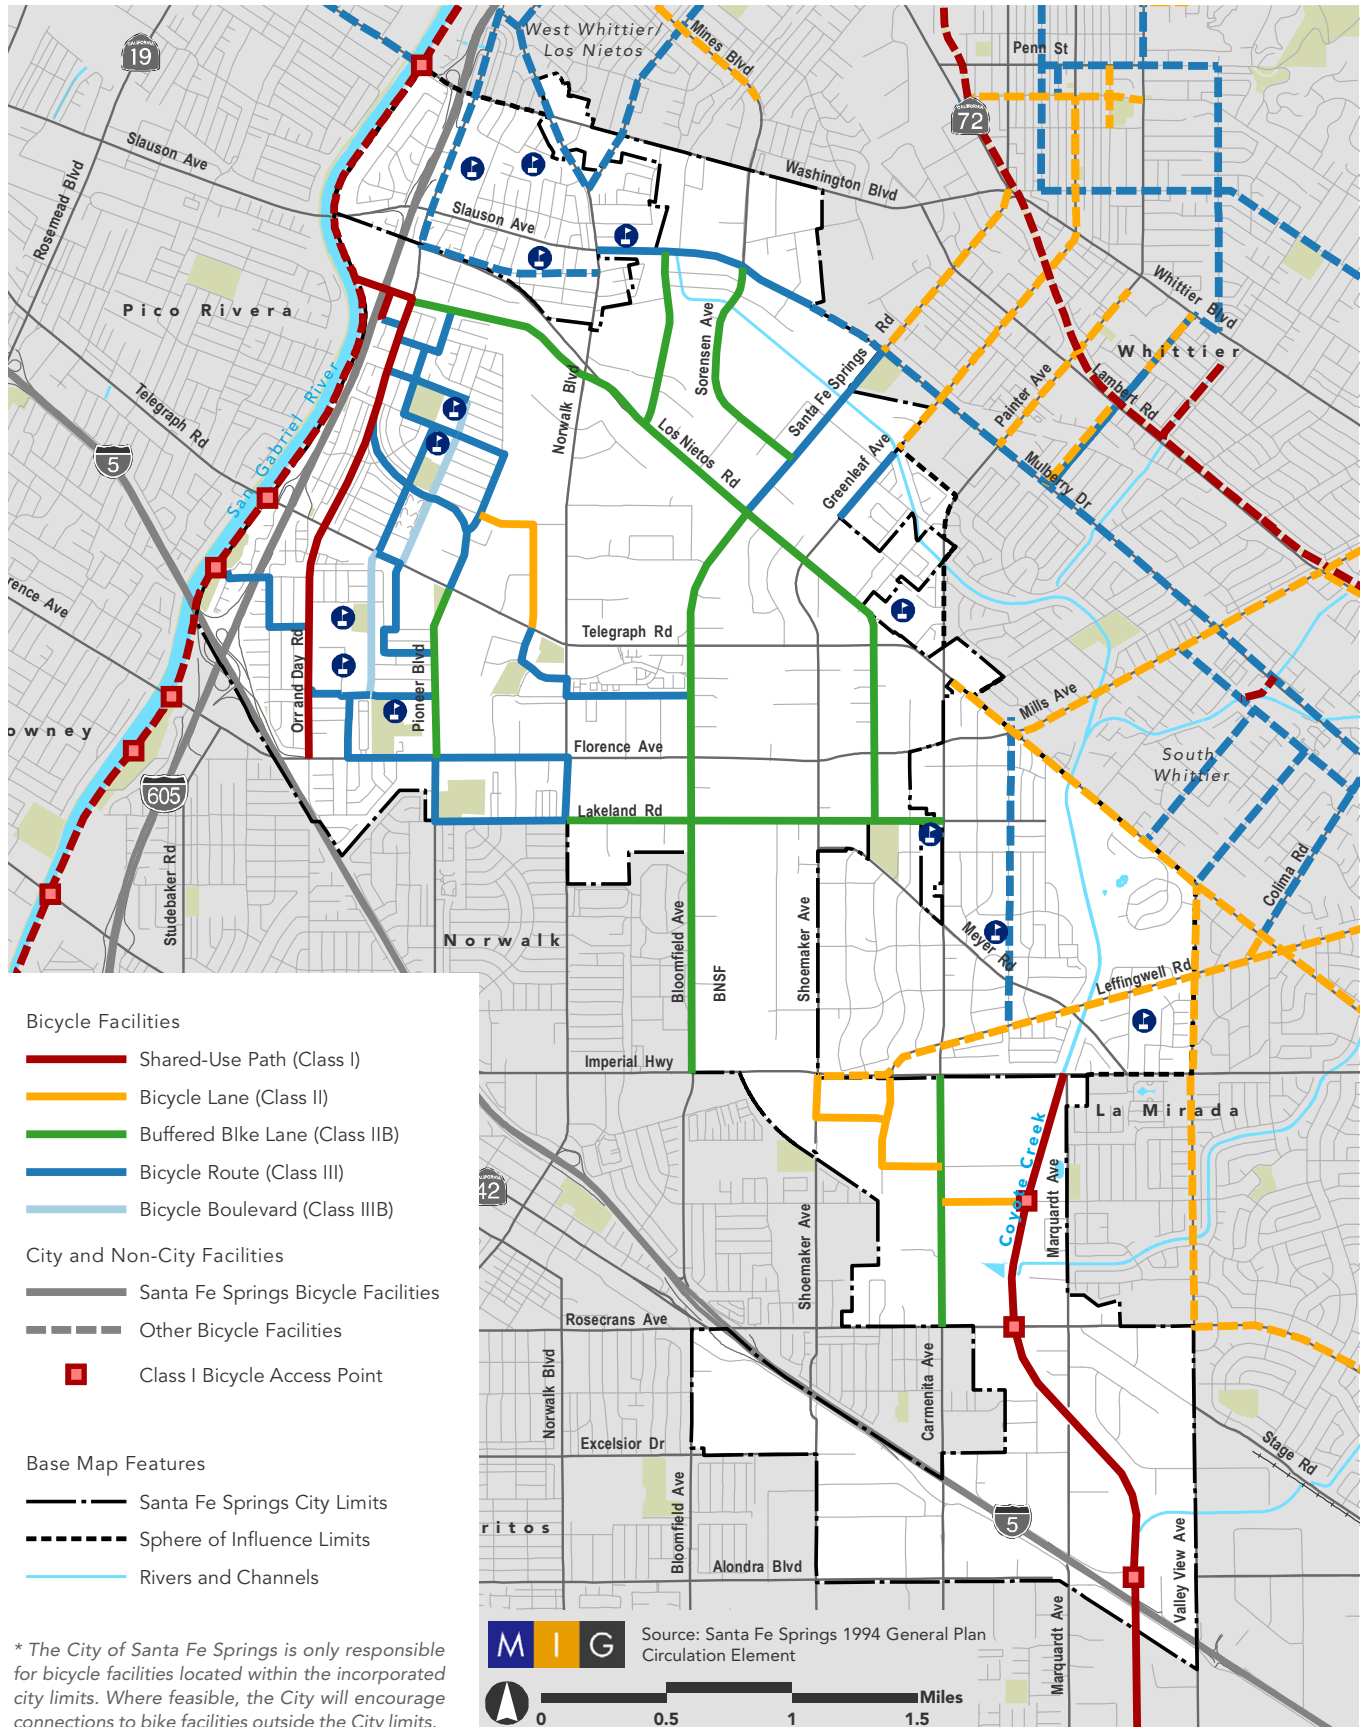 West Whittier/
Los Nietos
Mines Blvd
Penn St
CALIFORNIA
19
CALIFORNIA
72
Slauson Ave
Rosemead Blvd
Washington Blvd
Slauson Ave
Whittier Blvd
Pico Rivera
Sorensen Ave
Santa Fe Springs Rd
Whittier
Lambert Rd
Painter Ave
San Gabriel River
Telegraph Rd
Norwalk Blvd
Los Nietos Rd
Greenleaf Ave
Mulberry Dr
5
rence Ave
Telegraph Rd
Orr and Day Rd
Pioneer Blvd
Mills Ave
owney
Florence Ave
South
Whittier
605
Lakeland Rd
Studebaker Rd
Colima Rd
Norwalk
Bloomfield Ave
BNSF
Shoemaker Ave
Meyer Rd
Leffingwell Rd
Imperial Hwy
La Mirada
Coyote Creek
Marquardt Ave
CALIFORNIA
42
Shoemaker Ave
Rosecrans Ave
Norwalk Blvd
Carmenita Ave
Excelsior Dr
Stage Rd
Bloomfield Ave
ritos
5
Alondra Blvd
Valley View Ave
Marquardt Ave
Bicycle Facilities
Shared-Use Path (Class I)
Bicycle Lane (Class II)
Buffered BIke Lane (Class IIB)
Bicycle Route (Class III)
Bicycle Boulevard (Class IIIB)
City and Non-City Facilities
Santa Fe Springs Bicycle Facilities
Other Bicycle Facilities
Class I Bicycle Access Point
Base Map Features
Santa Fe Springs City Limits
Sphere of Influence Limits
Rivers and Channels
* The City of Santa Fe Springs is only responsible
for bicycle facilities located within the incorporated
city limits. Where feasible, the City will encourage
connections to bike facilities outside the City limits.
M I G
Source: Santa Fe Springs 1994 General Plan
Circulation Element
Miles
0 0.5 1 1.5